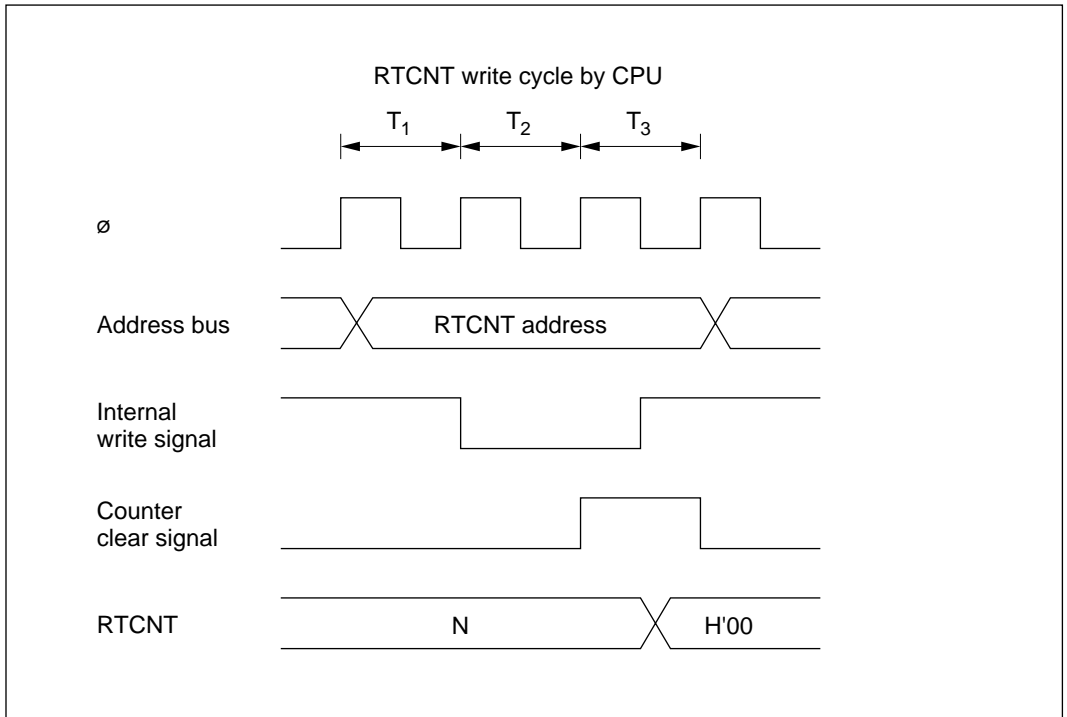 RTCNT write cycle by CPU
T1 T2 T3
ø
Address bus RTCNT address
Internal
write signal
Counter
clear signal
RTCNT N H'00